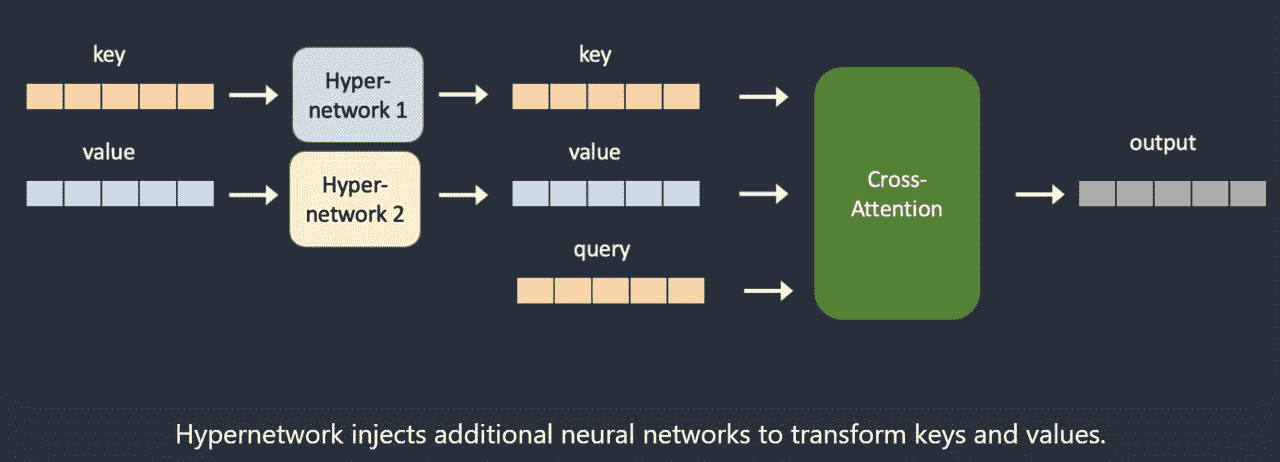 key
Hyper-
network 1
key
value
Hyper-
network 2
value
query
Cross-
Attention
output
Hypernetwork injects additional neural networks to transform keys and values.